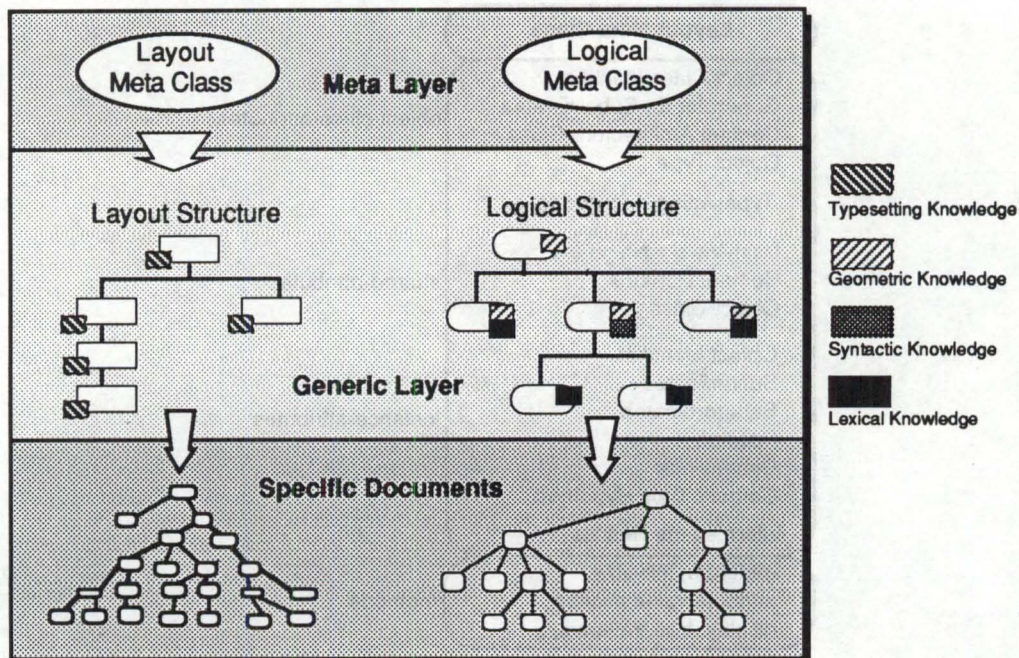 Layout
Meta Class
Meta Layer
Logical
Meta Class
Layout Structure
Logical Structure
Generic Layer
Specific Documents
Typesetting Knowledge
Geometric Knowledge
Syntactic Knowledge
Lexical Knowledge